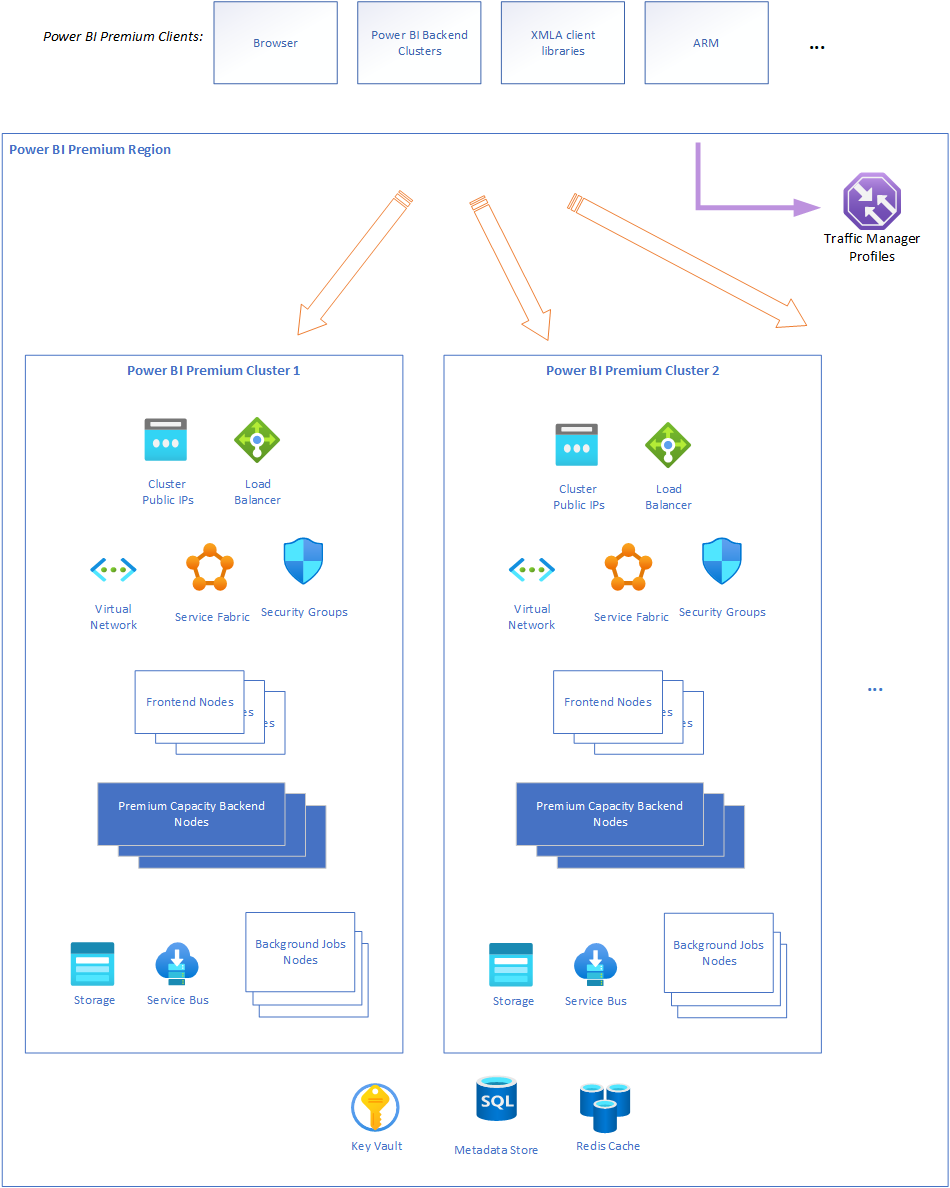 Power BI Premium Clients:
Browser
Power BI Backend
Clusters
XMLA client
libraries
ARM
...
Power BI Premium Region
Traffic Manager
Profiles
Power BI Premium Cluster 1
Cluster
Public IPs
Load
Balancer
Virtual
Network
Service Fabric
Security Groups
Frontend Nodes
es
es
Premium Capacity Backend
Nodes
Storage
Service Bus
Background Jobs
Nodes
Power BI Premium Cluster 2
Cluster
Public IPs
Load
Balancer
Virtual
Network
Service Fabric
Security Groups
Frontend Nodes
es
es
Premium Capacity Backend
Nodes
Storage
Service Bus
Background Jobs
Nodes
...
Key Vault
SQL
Metadata Store
Redis Cache